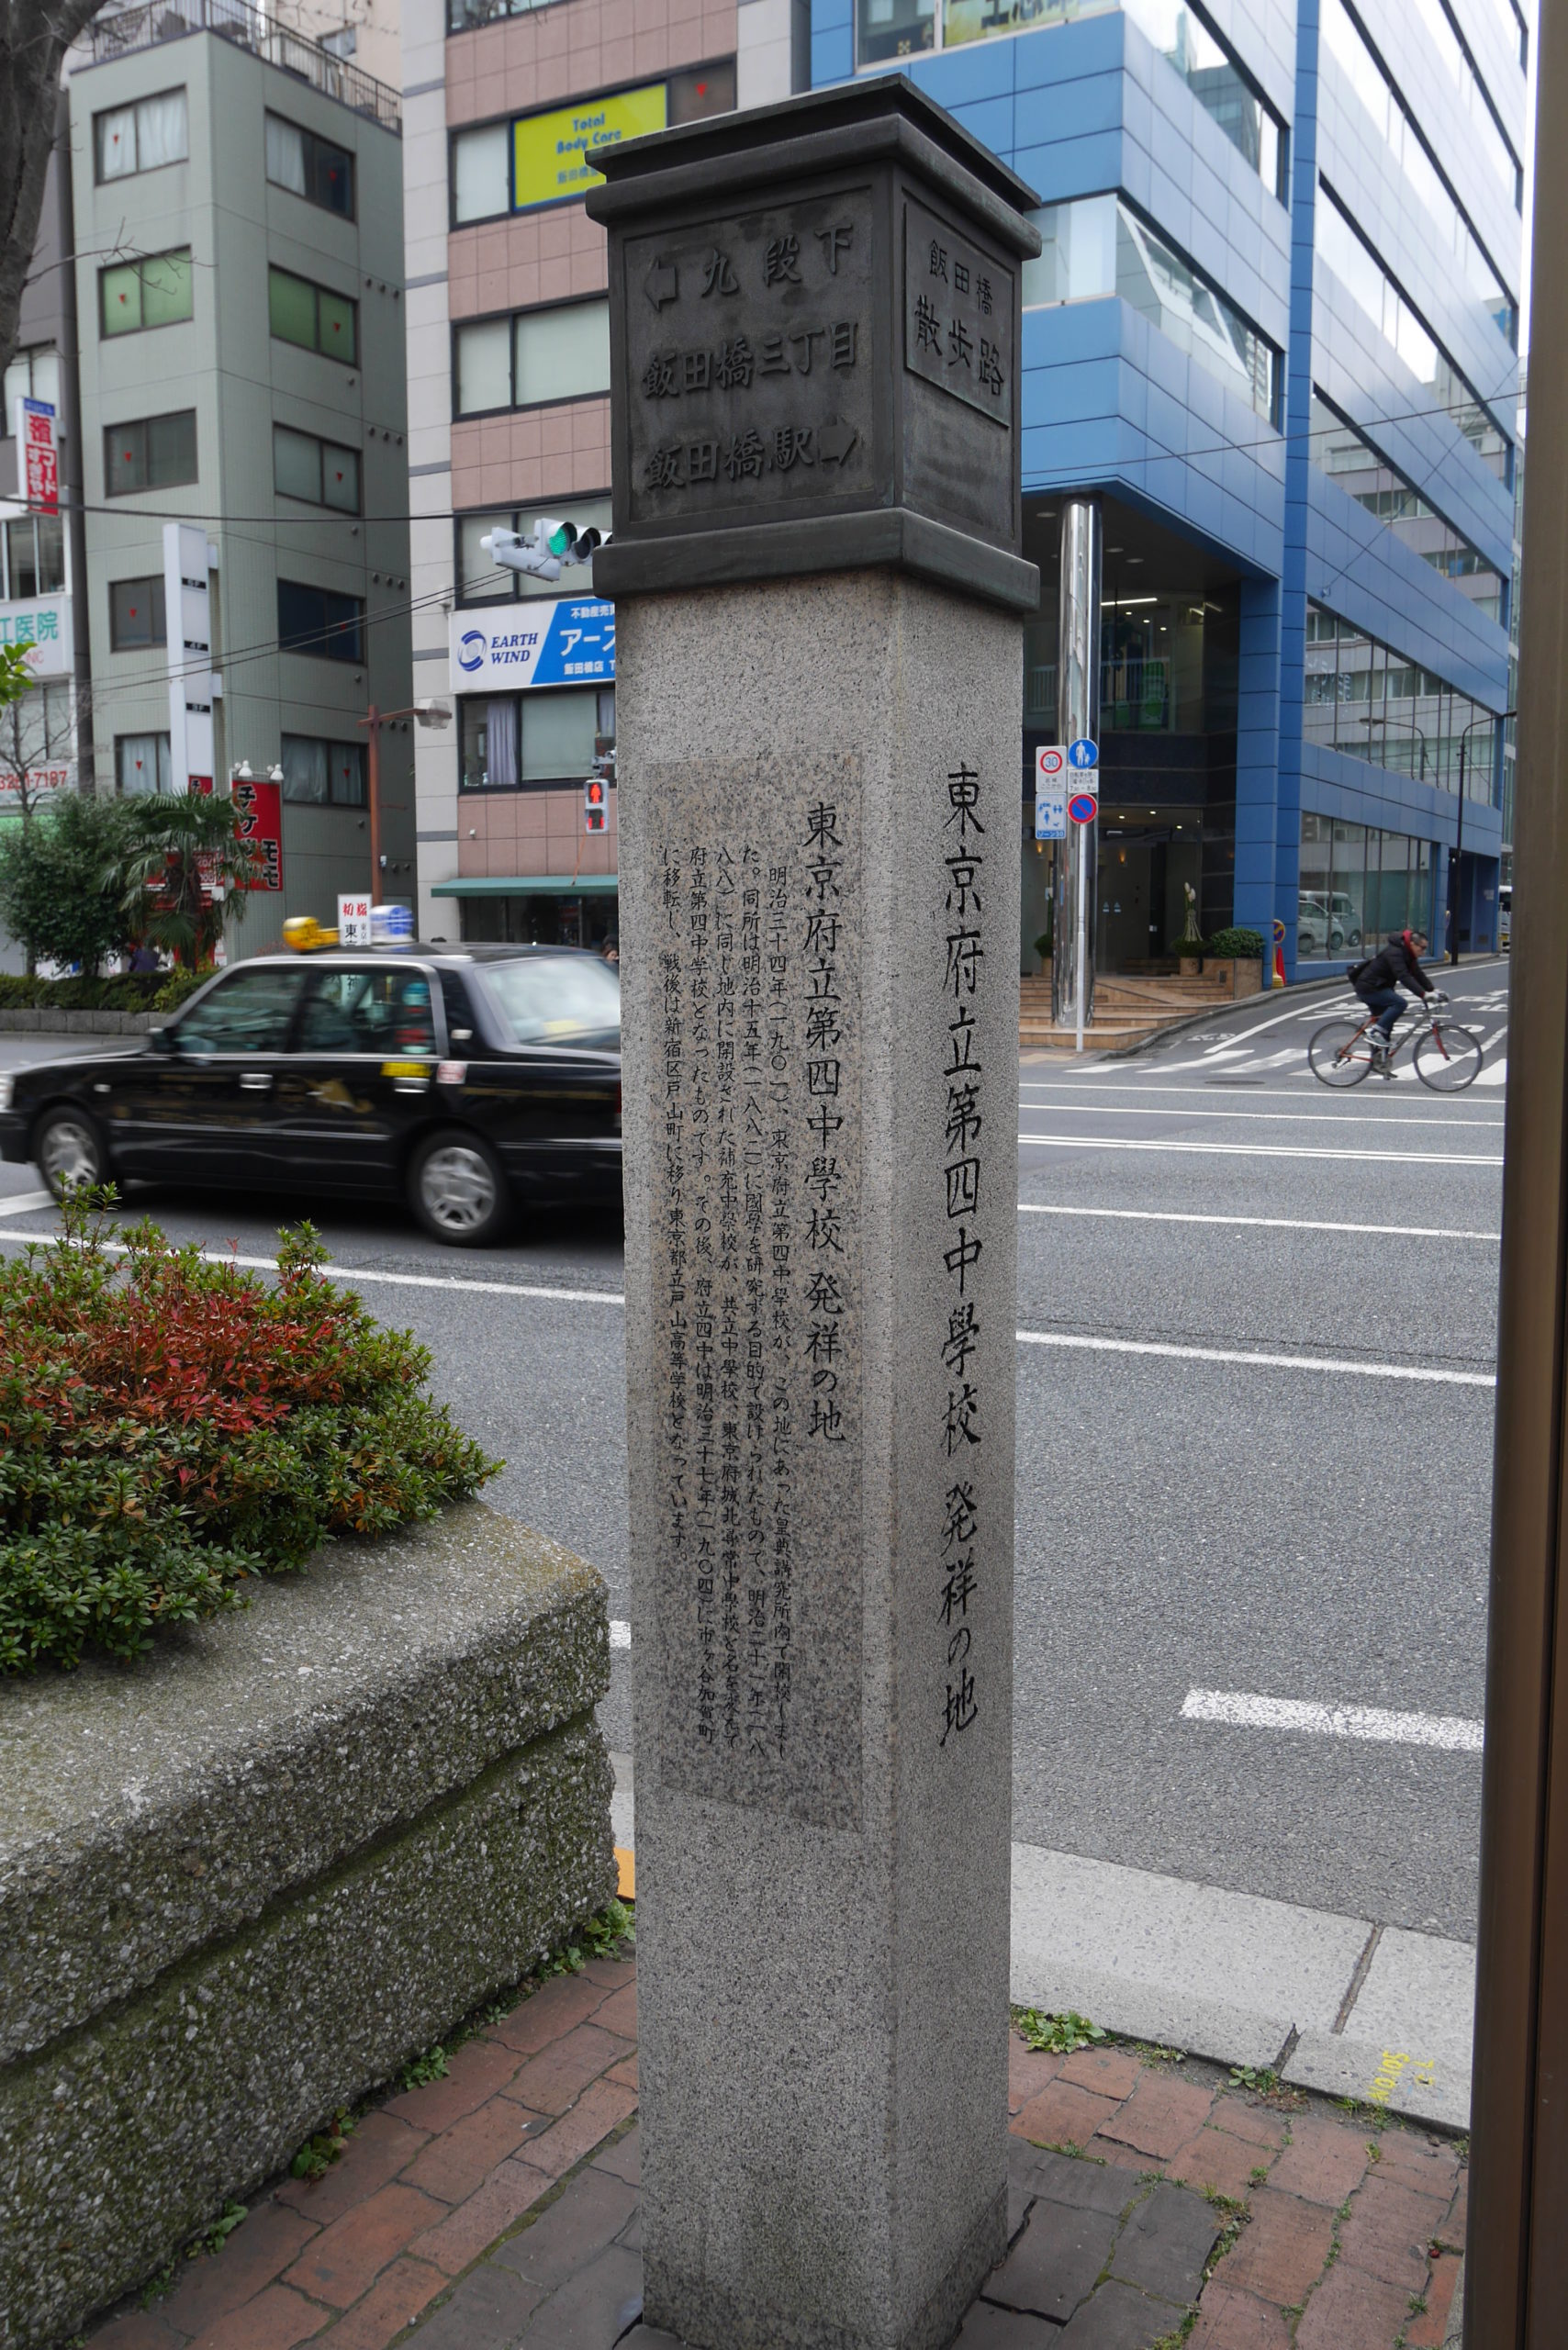 九段下
飯田橋三丁目
飯田橋駅
飯田橋
散歩路
東京府立第四中學校 発祥の地
東京府立第四中學校 発祥の地
明治三十四年(一九〇一)、東京府立第四中學校が、この地にあった皇典講究所内で開校しまし
た。同所は明治十五年(一八八二)に國學を研究する目的で設けられたもので、明治二十一年(一八
八八)に同じ地内に開設された補充中學校が、共立中學校、東京府城北尋常中學校と名を変えて
府立第四中学校となったものです。その後、府立四中は明治三十七年(一九〇四)に市ヶ谷加賀町
に移転し、戦後は新宿区戸山町に移り東京都立戸山高等学校となっています。
Total
Body Care
EARTH
WIND
飯田橋店
30
江医院